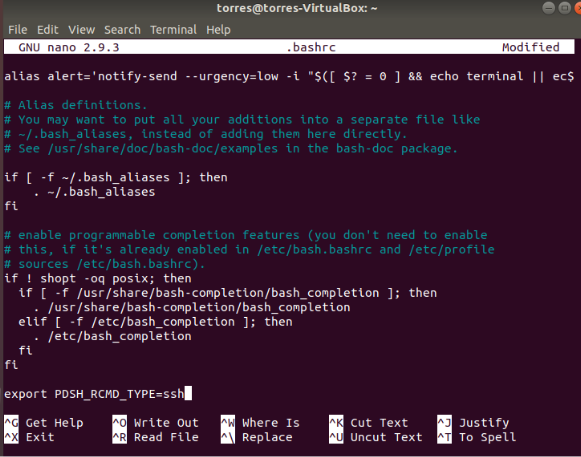 torres@torres-VirtualBox: ~
File Edit View Search Terminal Help
GNU nano 2.9.3 .bashrc Modified
alias alert='notify-send --urgency=low -i "$([ $? = 0 ] && echo terminal || ec$
# Alias definitions.
# You may want to put all your additions into a separate file like
# ~/.bash_aliases, instead of adding them here directly.
# See /usr/share/doc/bash-doc/examples in the bash-doc package.
if [ -f ~/.bash_aliases ]; then
    . ~/.bash_aliases
fi
# enable programmable completion features (you don't need to enable
# this, if it's already enabled in /etc/bash.bashrc and /etc/profile
# sources /etc/bash.bashrc).
if ! shopt -oq posix; then
  if [ -f /usr/share/bash-completion/bash_completion ]; then
    . /usr/share/bash-completion/bash_completion
  elif [ -f /etc/bash_completion ]; then
    . /etc/bash_completion
  fi
fi
export PDSH_RCMD_TYPE=ssh
^G Get Help ^O Write Out ^W Where Is ^K Cut Text ^J Justify
^X Exit ^R Read File ^\ Replace ^U Uncut Text ^T To Spell